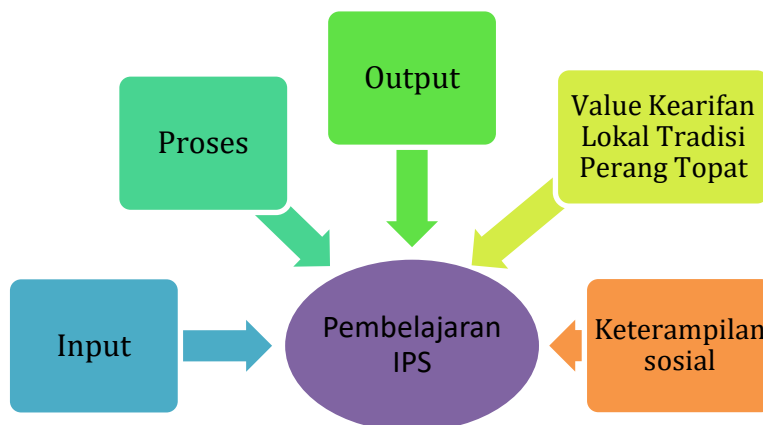 Output
Value Kearifan
Lokal Tradisi
Perang Topat
Proses
Input
Pembelajaran
IPS
Keterampilan
sosial